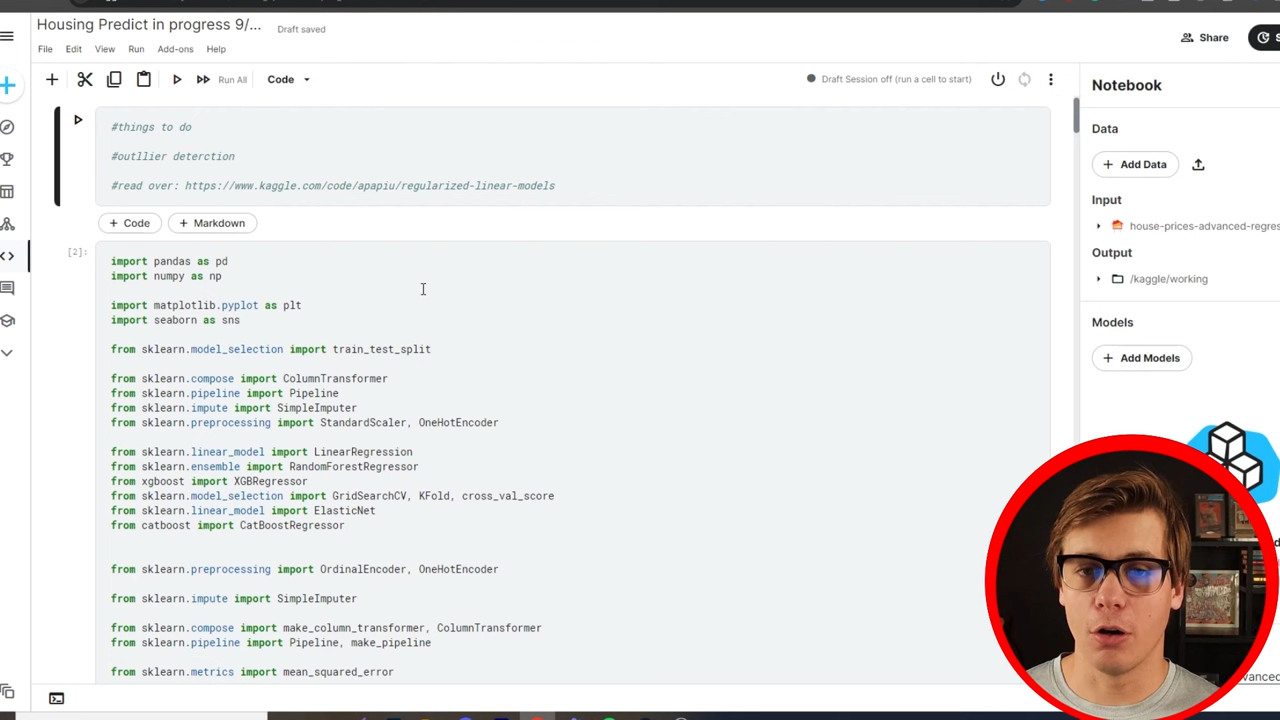 Housing Predict in progress 9/...
Draft saved
File Edit View Run Add-ons Help
Share
S
Run All
Code
Draft Session off (run a cell to start)
Notebook
#things to do
#outllier deterction
#read over: https://www.kaggle.com/code/apapiu/regularized-linear-models
+ Code
+ Markdown
[2]:
import pandas as pd
import numpy as np
import matplotlib.pyplot as plt
import seaborn as sns
from sklearn.model_selection import train_test_split
from sklearn.compose import ColumnTransformer
from sklearn.pipeline import Pipeline
from sklearn.impute import SimpleImputer
from sklearn.preprocessing import StandardScaler, OneHotEncoder
from sklearn.linear_model import LinearRegression
from sklearn.ensemble import RandomForestRegressor
from xgboost import XGBRegressor
from sklearn.model_selection import GridSearchCV, KFold, cross_val_score
from sklearn.linear_model import ElasticNet
from catboost import CatBoostRegressor
from sklearn.preprocessing import OrdinalEncoder, OneHotEncoder
from sklearn.impute import SimpleImputer
from sklearn.compose import make_column_transformer, ColumnTransformer
from sklearn.pipeline import Pipeline, make_pipeline
from sklearn.metrics import mean_squared_error
Data
+ Add Data
Input
house-prices-advanced-regres
Output
/kaggle/working
Models
+ Add Models